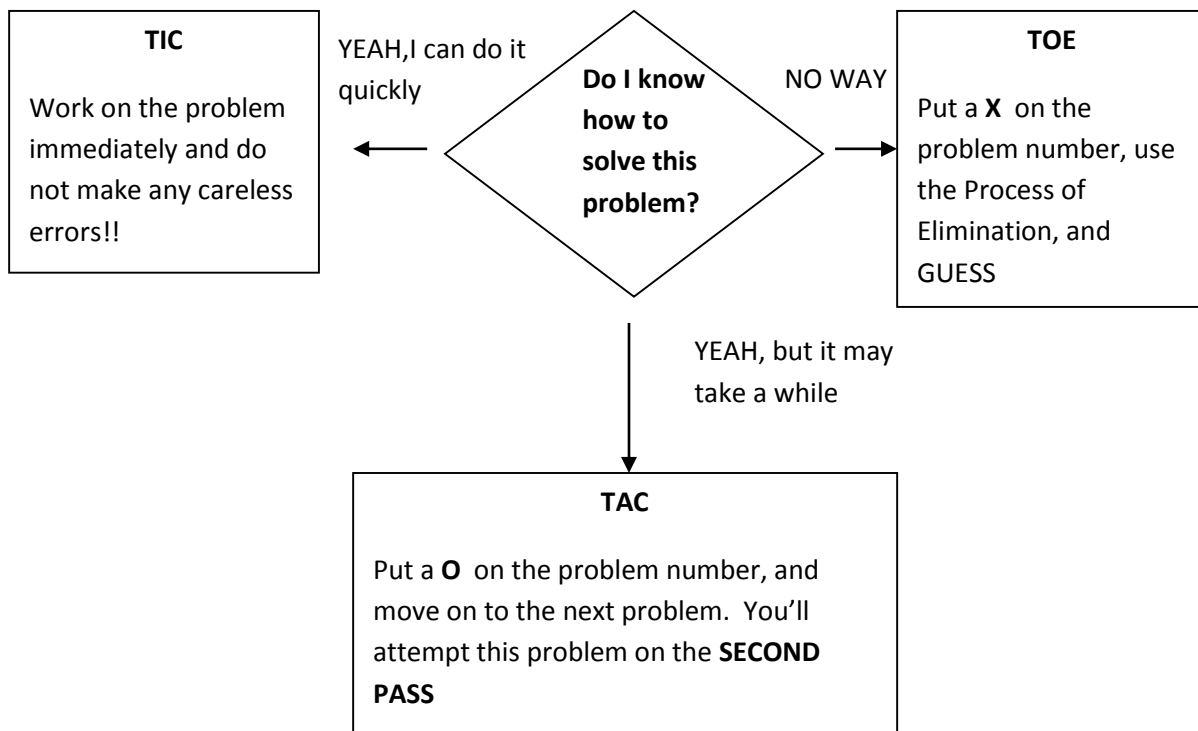 TIC
Work on the problem
immediately and do
not make any careless
errors!!
YEAH,I can do it
quickly
Do I know
how to
solve this
problem?
NO WAY
TOE
Put a X on the
problem number, use
the Process of
Elimination, and
GUESS
YEAH, but it may
take a while
TAC
Put a O on the problem number, and
move on to the next problem. You’ll
attempt this problem on the SECOND
PASS